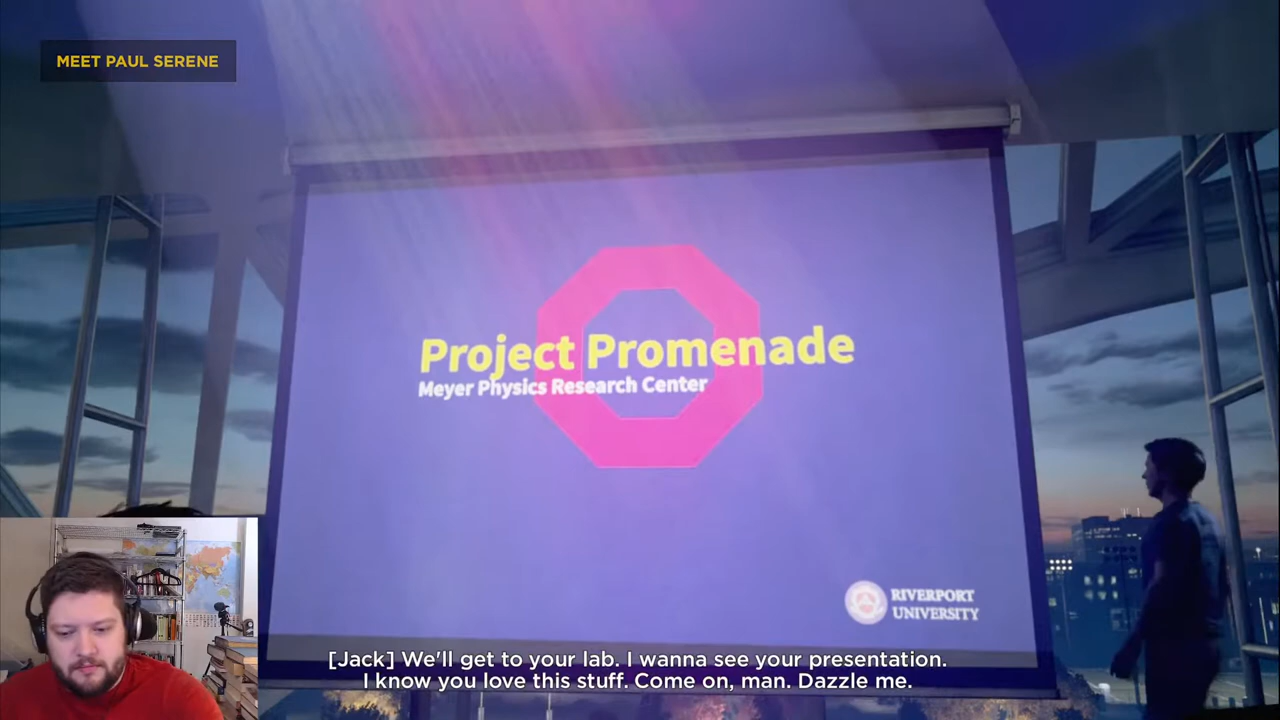 MEET PAUL SERENE
Project Promenade
Meyer Physics Research Center
RIVERPORT
UNIVERSITY
[Jack] We'll get to your lab. I wanna see your presentation.
I know you love this stuff. Come on, man. Dazzle me.